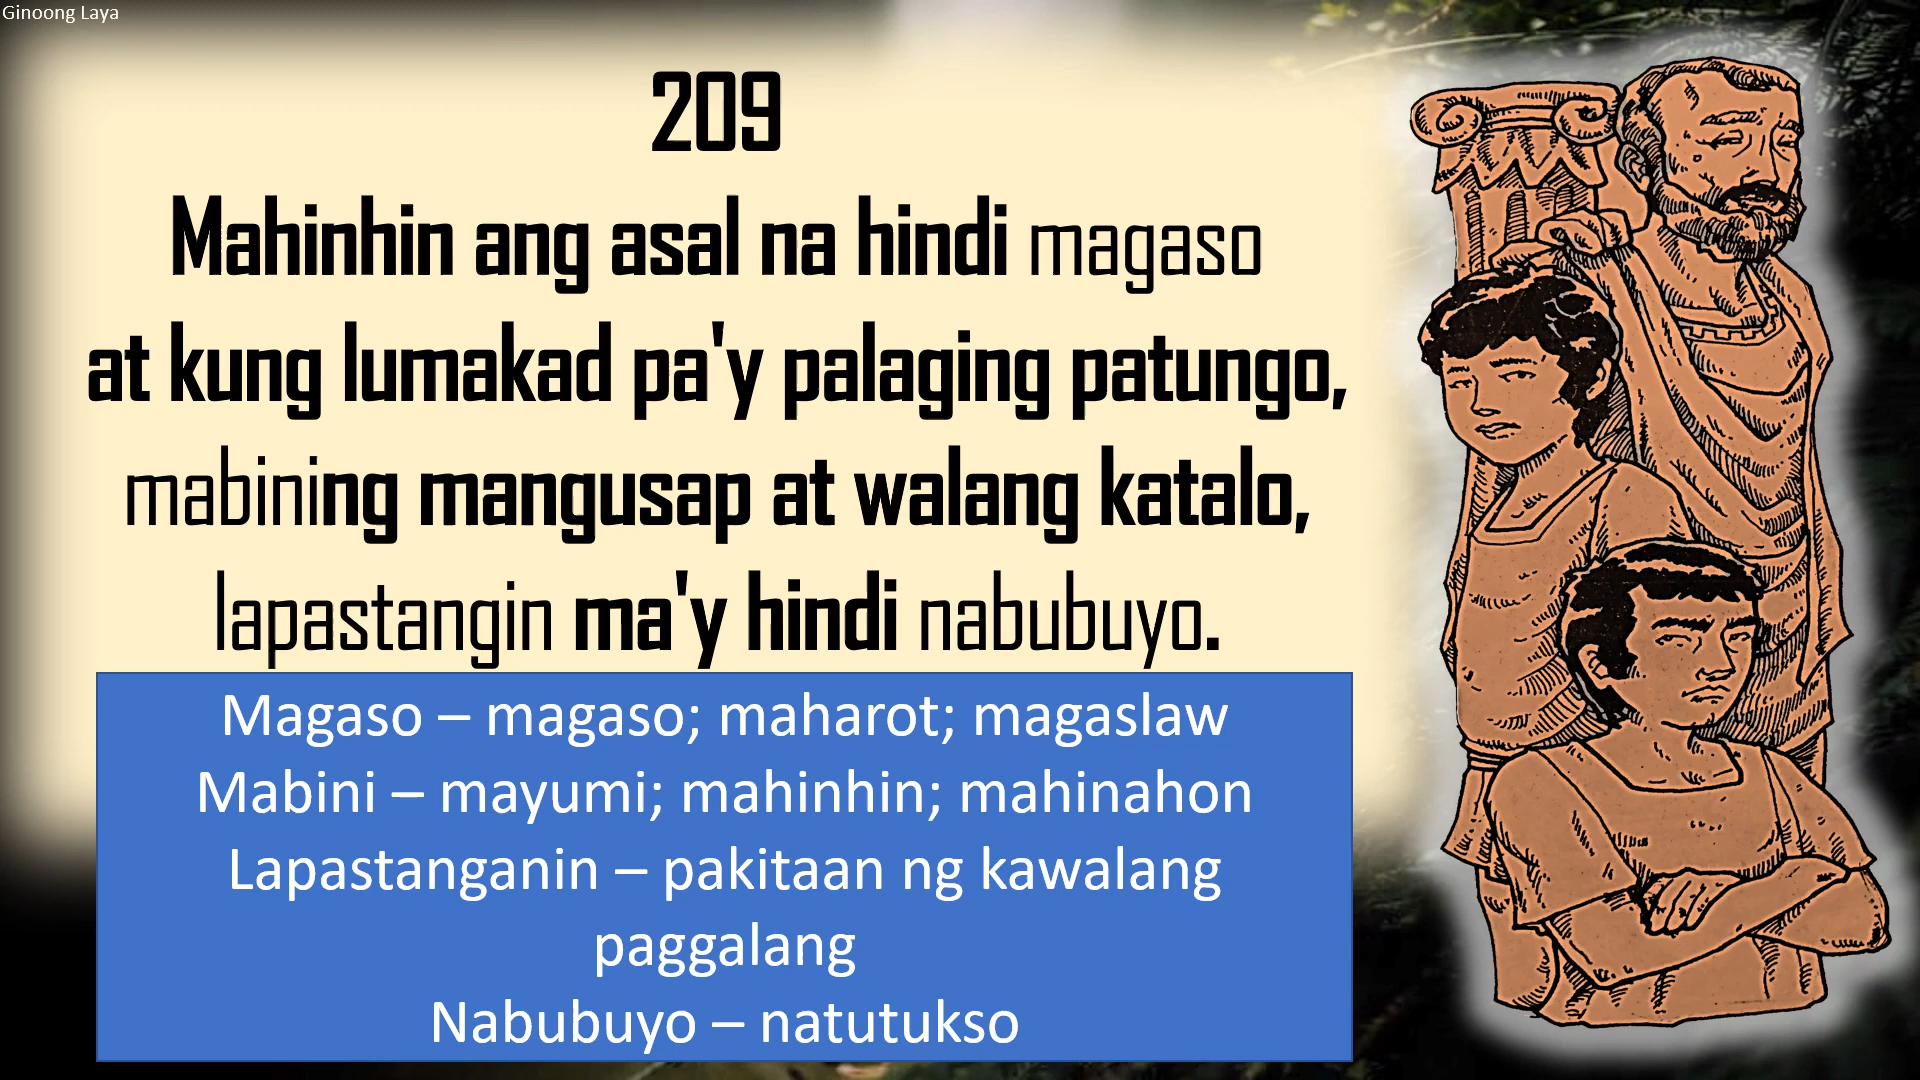 Ginoong Laya
209
Mahinhin ang asal na hindi magaso
at kung lumakad pa'y palaging patungo,
mabining mangusap at walang katalo,
lapastangin ma'y hindi nabubuyo.
Magaso – magaso; maharot; magaslaw
Mabini – mayumi; mahinhin; mahinahon
Lapastanganin – pakitaan ng kawalang
paggalang
Nabubuyo – natutukso